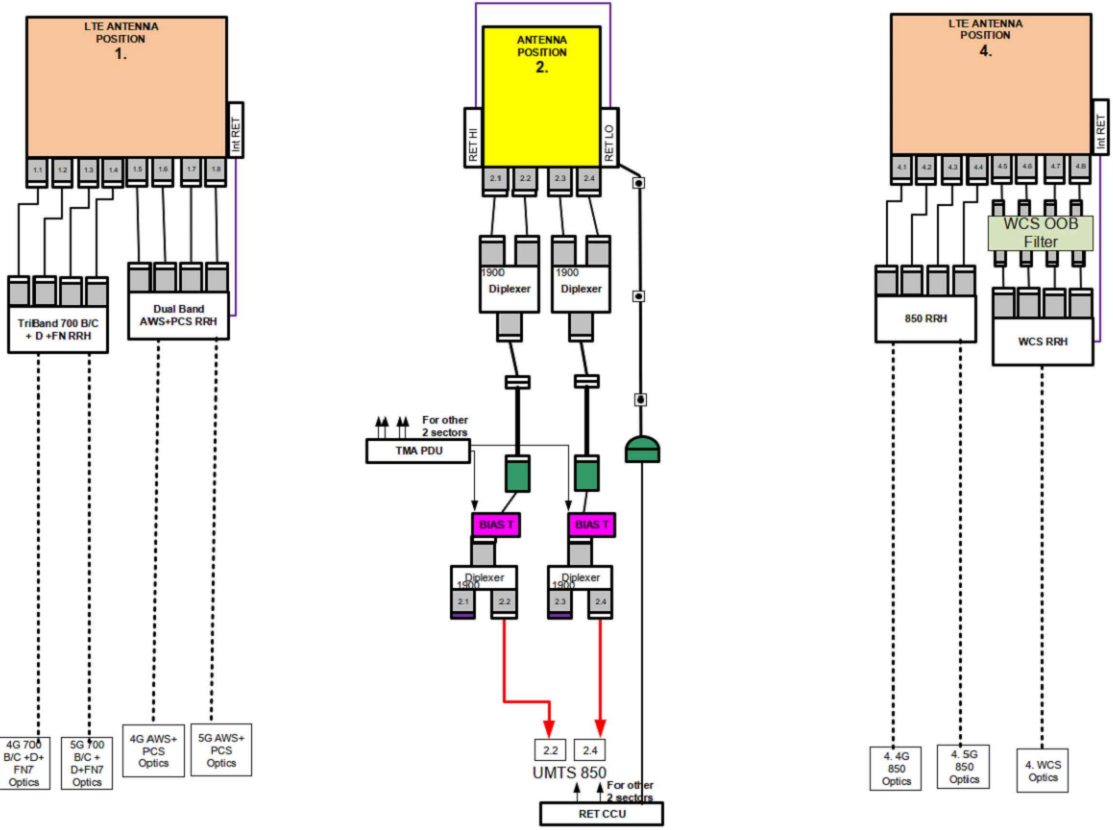 LTE ANTENNA
POSITION
1.
Int RET
1.1 1.2 1.3 1.4 1.5 1.6 1.7 1.8
TriBand 700 B/C
+ D +FN RRH
Dual Band
AWS+PCS RRH
4G 700
B/C +D+
FN7
Optics
5G 700
B/C +
D+FN7
Optics
4G AWS+
PCS
Optics
5G AWS+
PCS
Optics
ANTENNA
POSITION
2.
RET HI
RET LO
2.1 2.2 2.3 2.4
1900
Diplexer
1900
Diplexer
For other
2 sectors
TMA PDU
BIAS T
BIAS T
Diplexer
1900
Diplexer
1900
2.1 2.2 2.3 2.4
2.2 2.4
UMTS 850
For other
2 sectors
RET CCU
LTE ANTENNA
POSITION
4.
Int RET
4.1 4.2 4.3 4.4 4.5 4.6 4.7 4.8
WCS OOB
Filter
850 RRH
WCS RRH
4. 4G
850
Optics
4. 5G
850
Optics
4. WCS
Optics